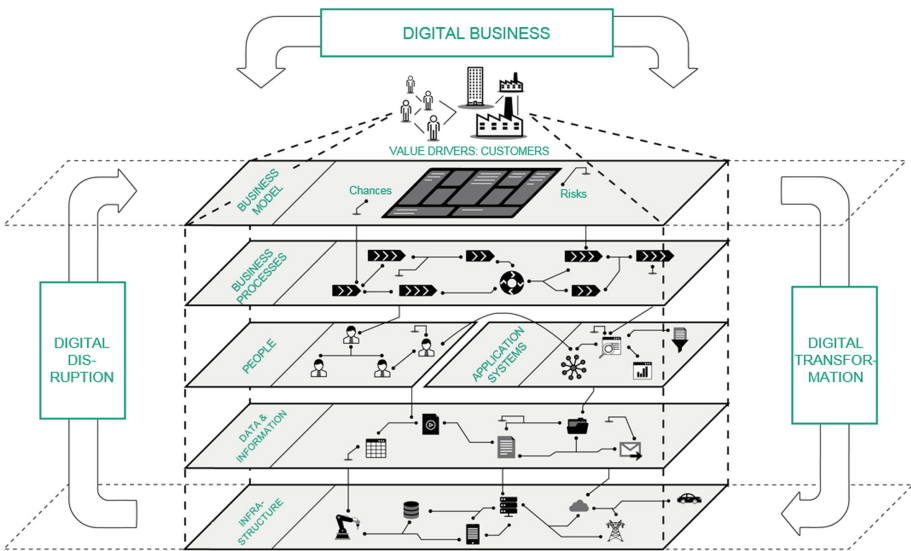 DIGITAL BUSINESS
VALUE DRIVERS: CUSTOMERS
BUSINESS
MODEL
Chances
Risks
BUSINESS
PROCESSES
PEOPLE
APPLICATION
SYSTEMS
DATA &
INFORMATION
INFRA-
STRUCTURE
DIGITAL
DIS-
RUPTION
DIGITAL
TRANSFOR-
MATION